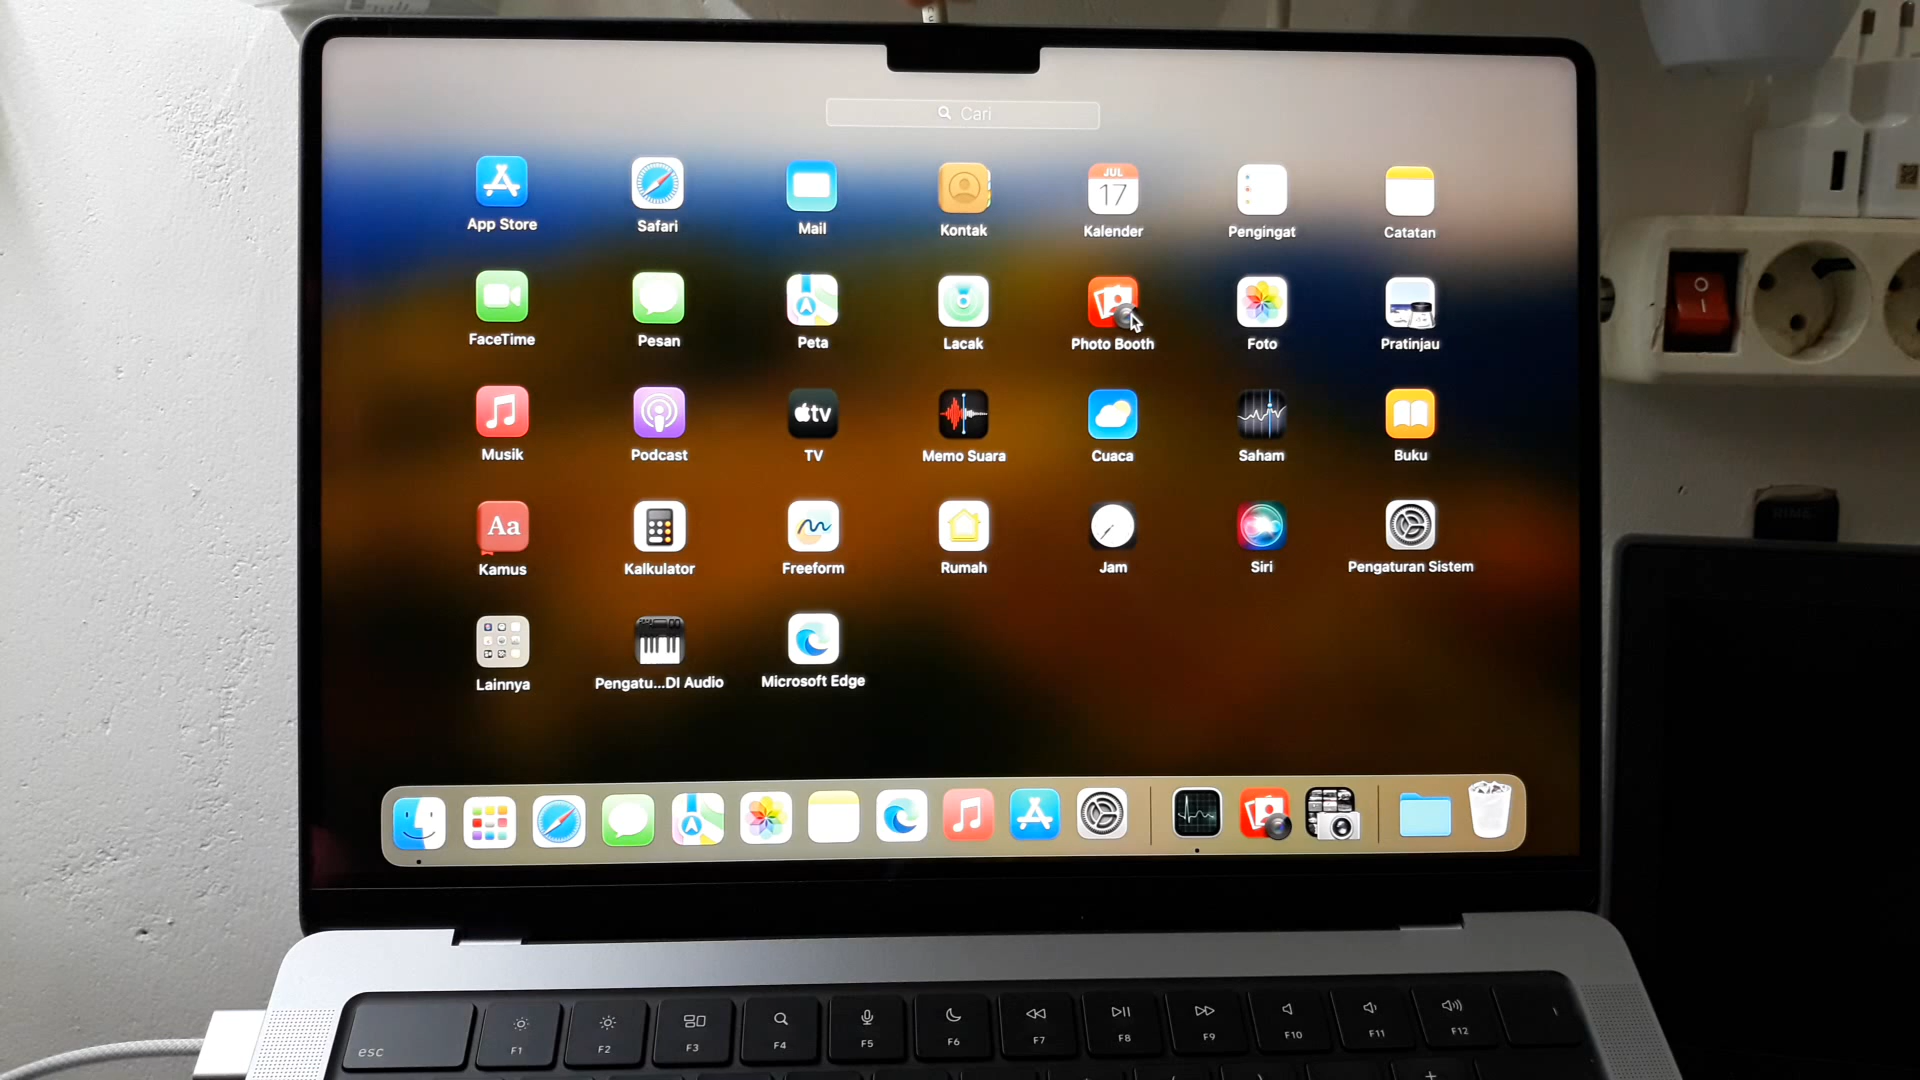 Cari
App Store
Safari
Mail
Kontak
JUL
17
Kalender
Pengingat
Catatan
FaceTime
Pesan
Peta
Lacak
Photo Booth
Foto
Pratinjau
Musik
Podcast
tv
TV
Memo Suara
Cuaca
Saham
Buku
Aa
Kamus
Kalkulator
Freeform
Rumah
Jam
Siri
Pengaturan Sistem
Lainnya
Pengatu...DI Audio
Microsoft Edge
esc
F1
F2
F3
F4
F5
F6
F7
F8
F9
F10
F11
F12